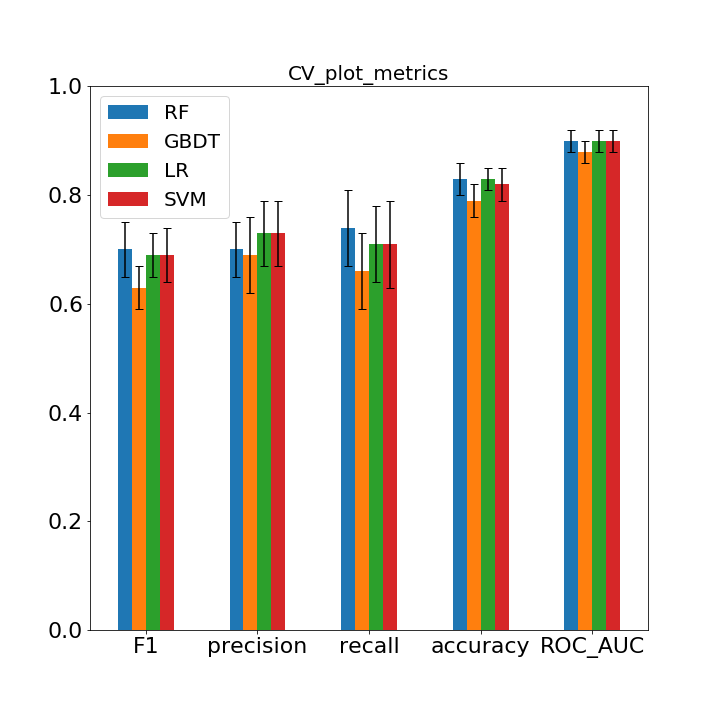 CV_plot_metrics
1.0
0.8
0.6
0.4
0.2
0.0
RF
GBDT
LR
SVM
F1 precision recall accuracy ROC_AUC